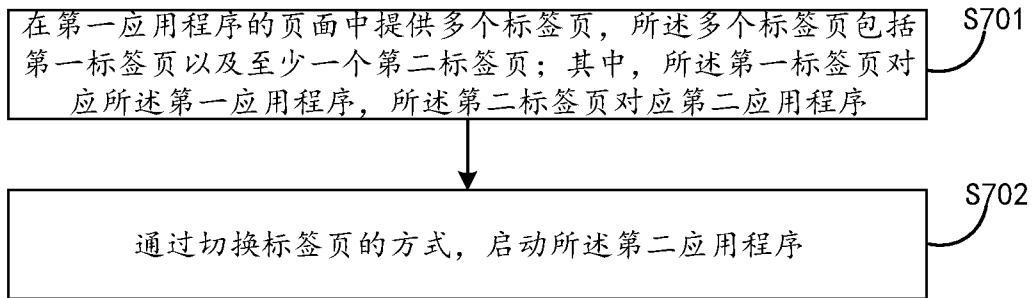 在第一应用程序的页面中提供多个标签页，所述多个标签页包括
第一标签页以及至少一个第二标签页；其中，所述第一标签页对
应所述第一应用程序，所述第二标签页对应第二应用程序
S701
通过切换标签页的方式，启动所述第二应用程序
S702